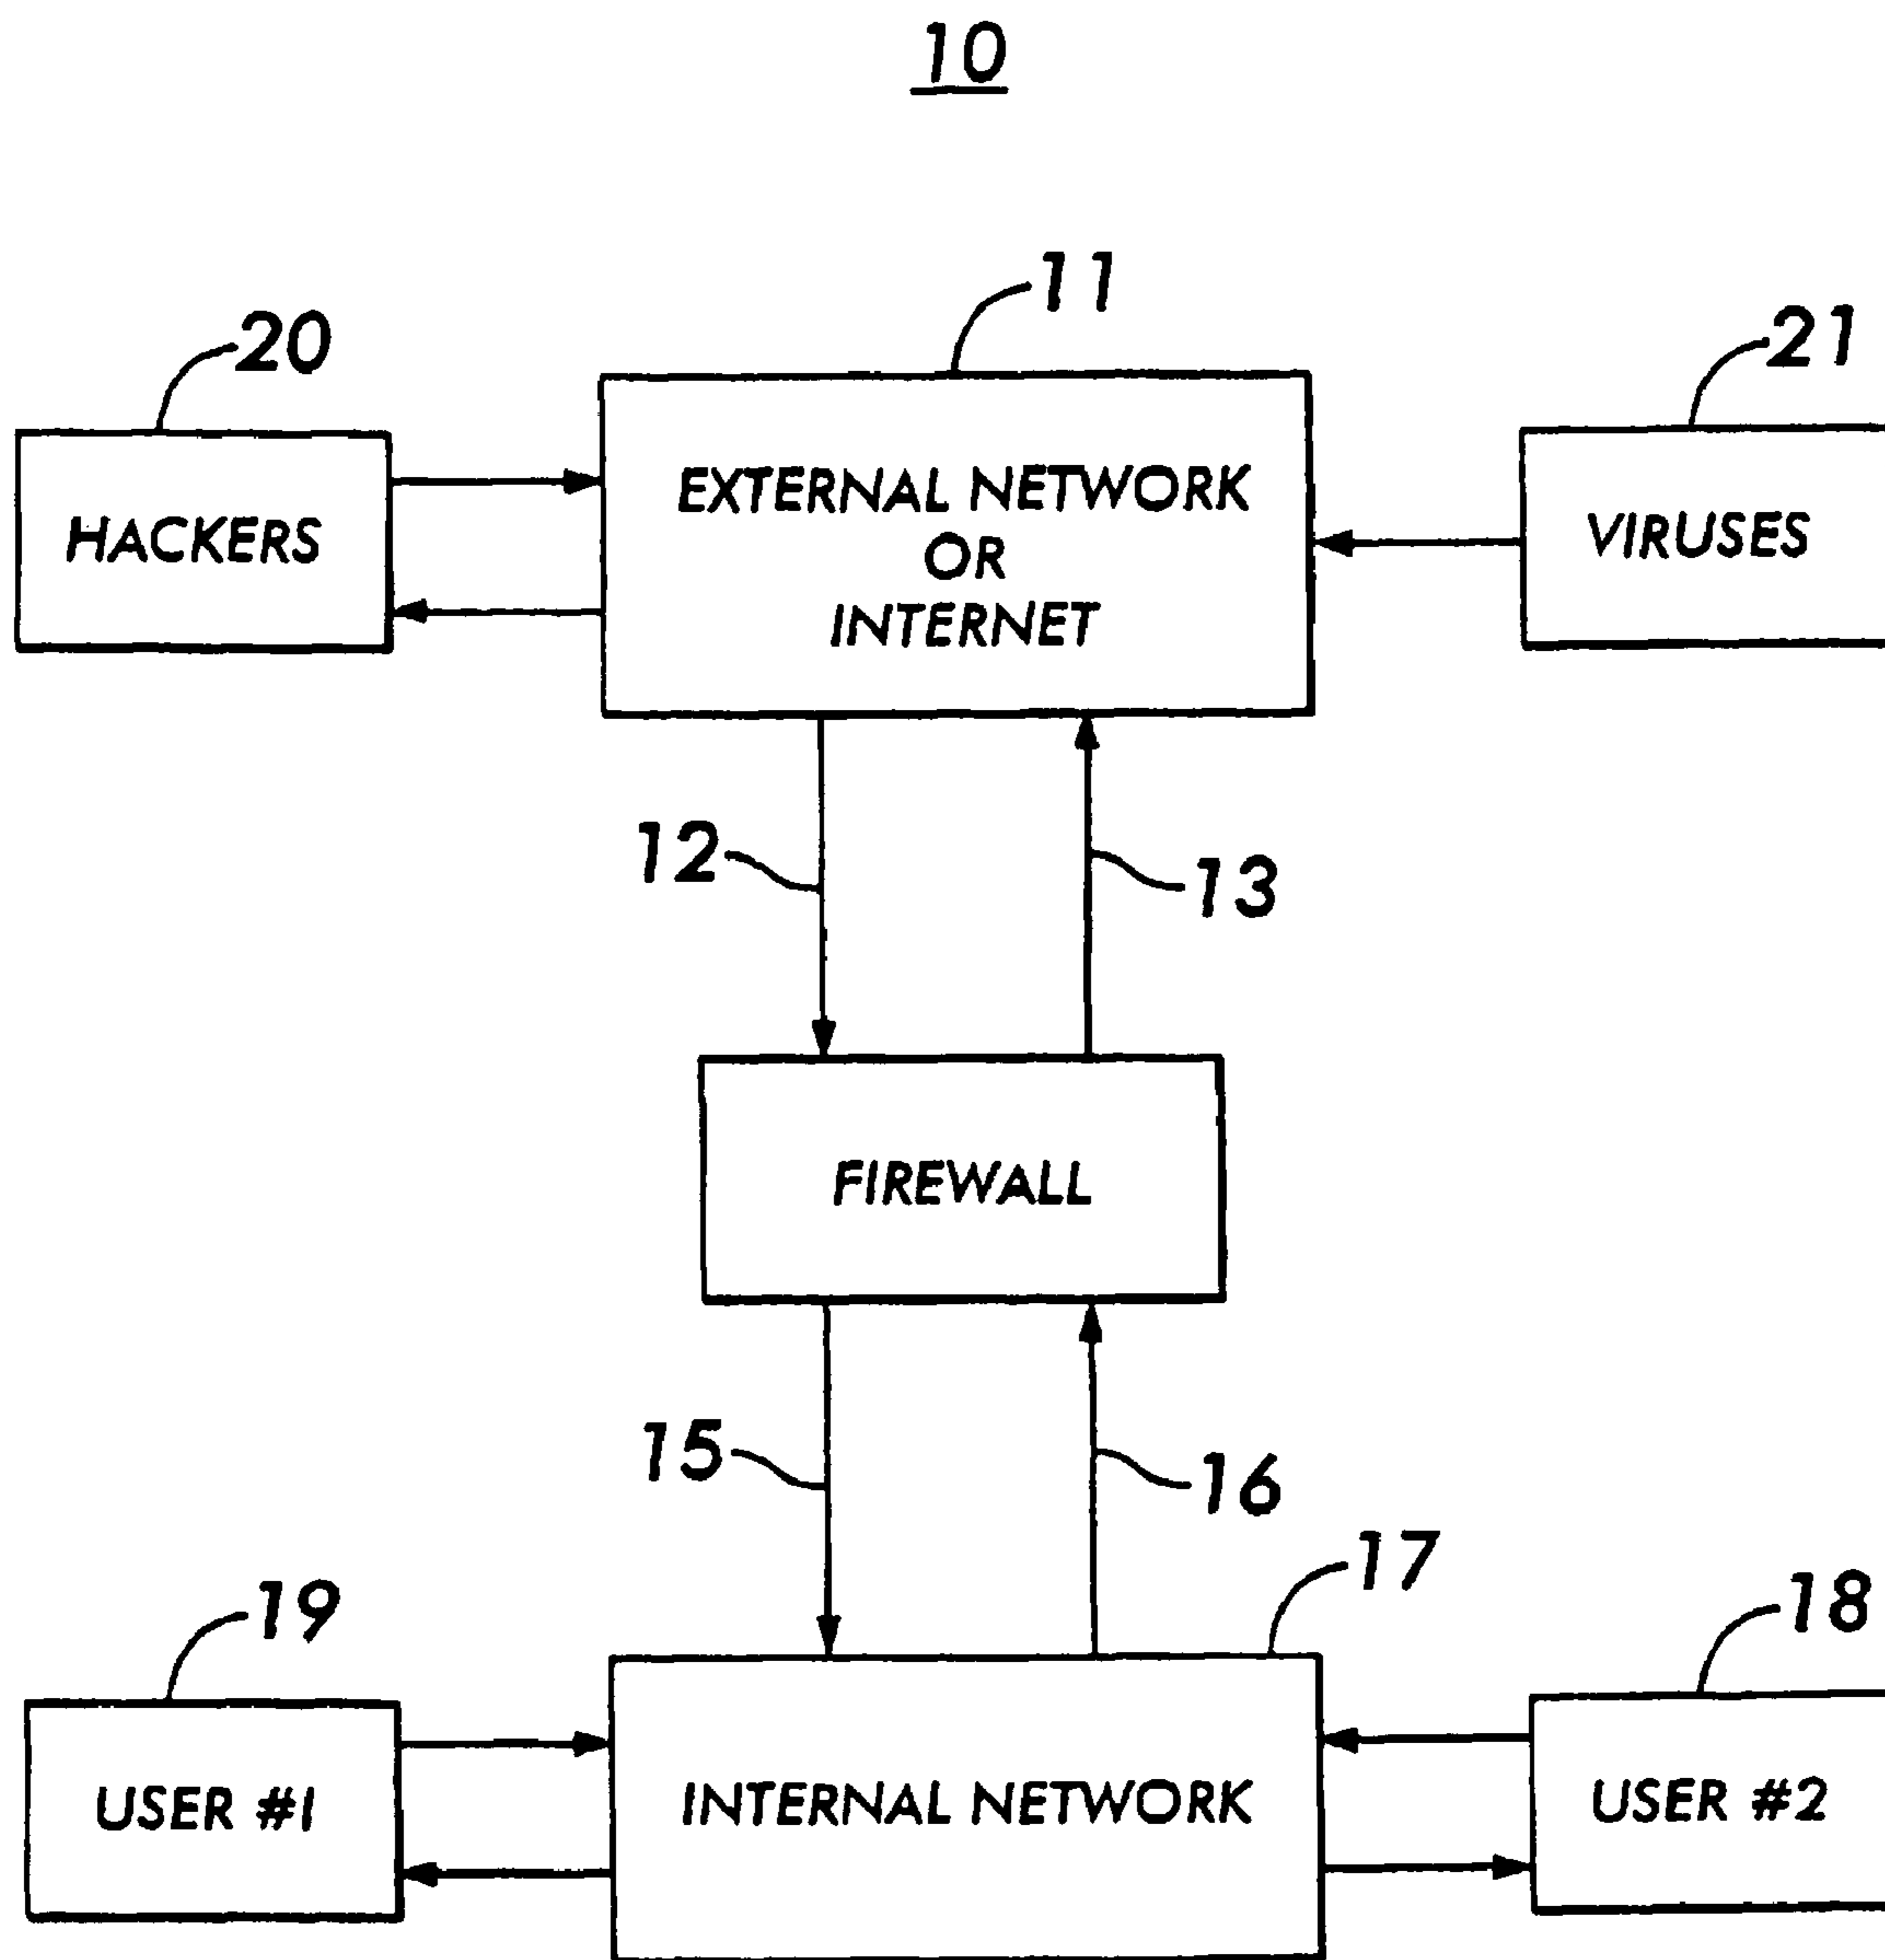 10
11
20
21
HACKERS
EXTERNAL NETWORK
OR
INTERNET
VIRUSES
12
13
FIREWALL
15
16
17
19
18
USER #1
INTERNAL NETWORK
USER #2